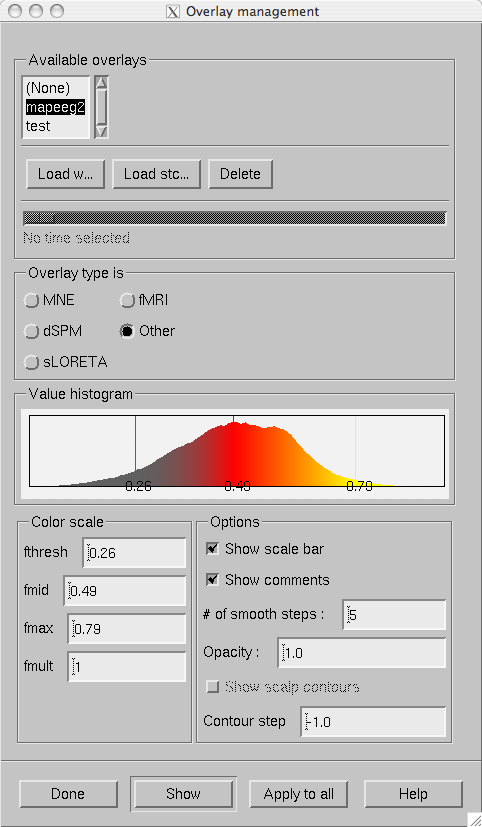 Overlay management
Available overlays
(None)
mapeeg2
test
Load w...
Load stc...
Delete
No time selected
Overlay type is
MNE
fMRI
dSPM
Other
sLORETA
Value histogram
0.26
0.49
0.79
Color scale
fthresh 0.26
fmid 0.49
fmax 0.79
fmult 1
Options
Show scale bar
Show comments
# of smooth steps : 5
Opacity : 1.0
Show scalp contours
Contour step -1.0
Done
Show
Apply to all
Help